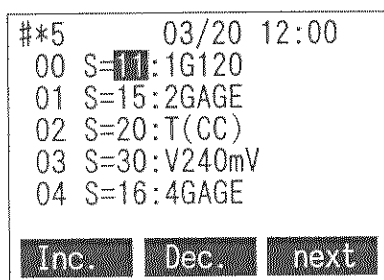 #*5 03/20 12:00
00 S=11:1G120
01 S=15:2GAGE
02 S=20:T(CC)
03 S=30:V240mV
04 S=16:4GAGE
Inc. Dec. next